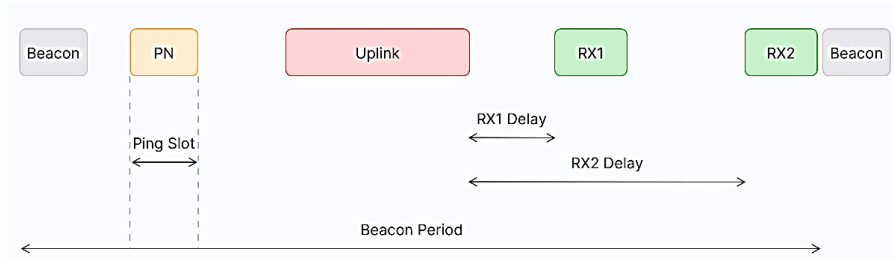 Beacon
PN
Uplink
RX1
RX2
Beacon
RX1 Delay
Ping Slot
RX2 Delay
Beacon Period